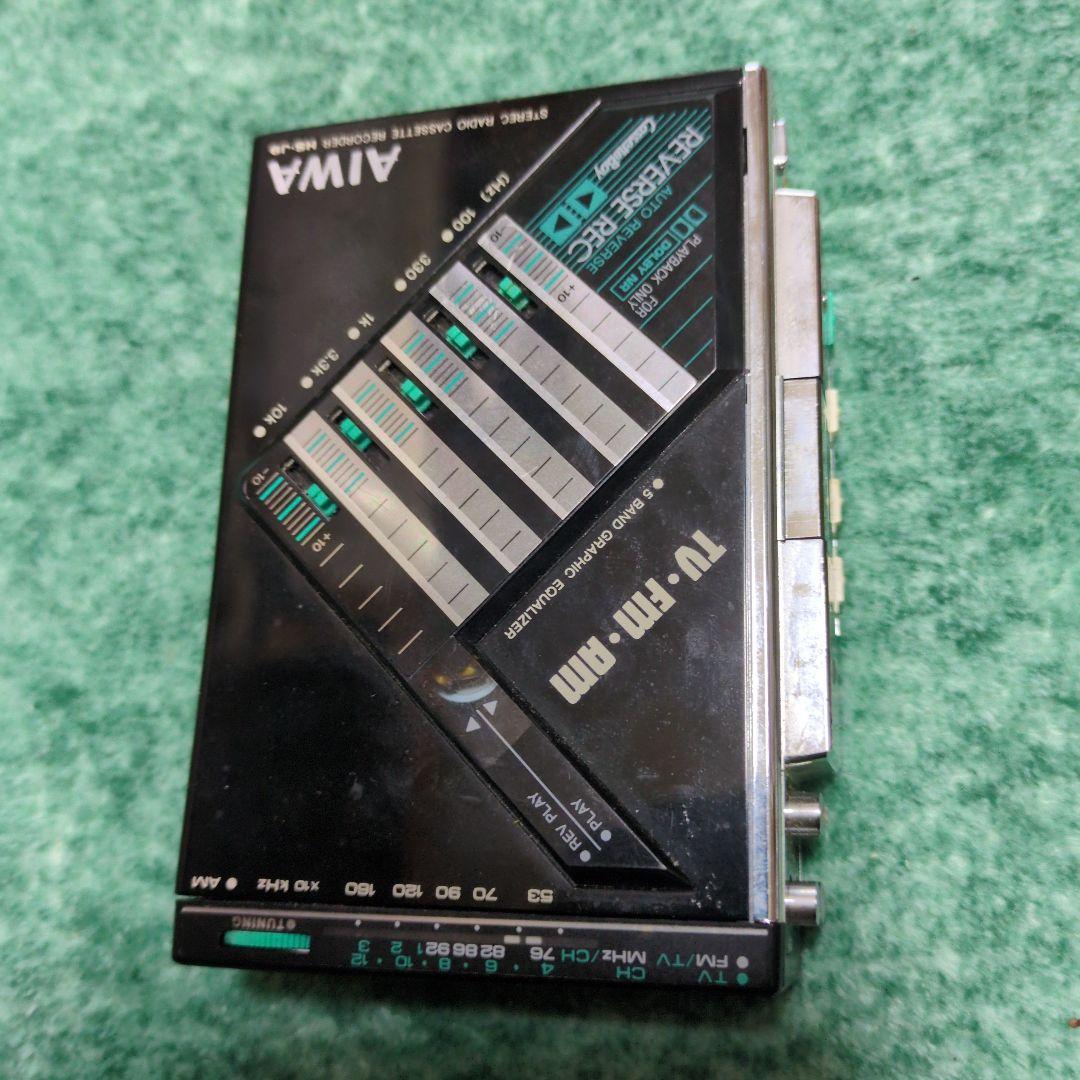 TV CH 4 · 6 · 8 · 10 · 12
FM/TV MHz/CH 76 82 86 92 1 2 3
TUNING
53 70 90 120 160 x10 kHz AM
REV PLAY
PLAY
TV·FM·AM
5 BAND GRAPHIC EQUALIZER
+10
-10
10K
3.3K
1K
330
100
(Hz)
-10
+10
FOR
PLAYBACK ONLY
DOLBY NR
AUTO REVERSE
REVERSE REC
CassetteBoy
AIWA
STEREO RADIO CASSETTE RECORDER HS-J9